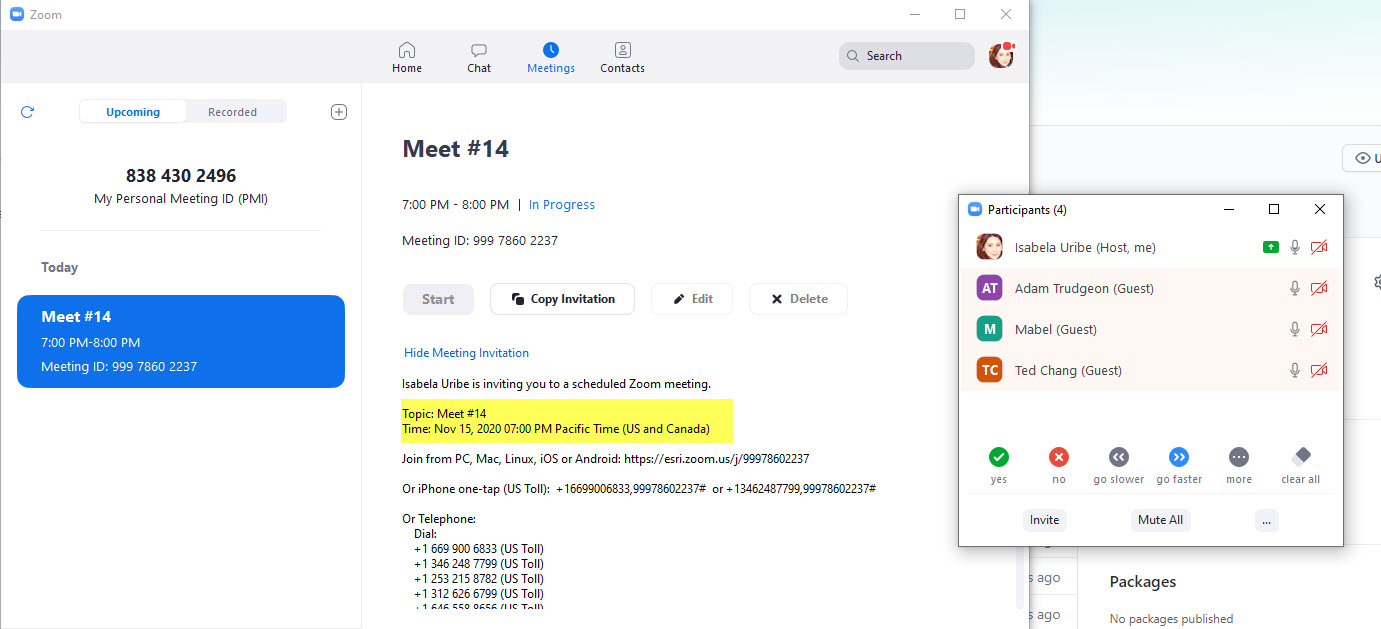 Zoom
Home
Chat
Meetings
Contacts
Search
Upcoming
Recorded
838 430 2496
My Personal Meeting ID (PMI)
Today
Meet #14
7:00 PM-8:00 PM
Meeting ID: 999 7860 2237
Meet #14
7:00 PM - 8:00 PM | In Progress
Meeting ID: 999 7860 2237
Start
Copy Invitation
Edit
Delete
Hide Meeting Invitation
Isabela Uribe is inviting you to a scheduled Zoom meeting.
Topic: Meet #14
Time: Nov 15, 2020 07:00 PM Pacific Time (US and Canada)
Join from PC, Mac, Linux, iOS or Android: https://esri.zoom.us/j/99978602237
Or iPhone one-tap (US Toll): +16699006833,99978602237# or +13462487799,99978602237#
Or Telephone:
Dial:
+1 669 900 6833 (US Toll)
+1 346 248 7799 (US Toll)
+1 253 215 8782 (US Toll)
+1 312 626 6799 (US Toll)
+1 646 558 8656 (US Toll)
U
Participants (4)
Isabela Uribe (Host, me)
AT
Adam Trudgeon (Guest)
M
Mabel (Guest)
TC
Ted Chang (Guest)
yes
no
go slower
go faster
more
clear all
Invite
Mute All
...
s ago
s ago
Packages
No packages published